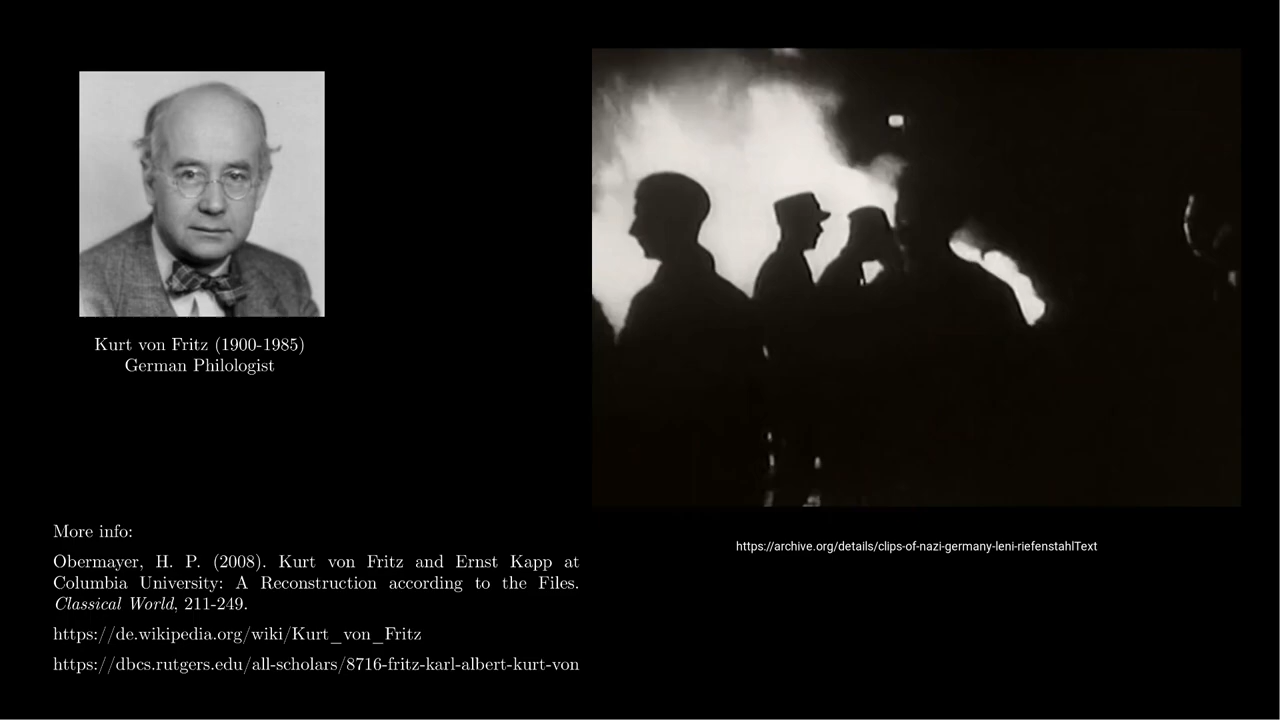 Kurt von Fritz (1900-1985)
German Philologist
More info:
Obermayer, H. P. (2008). Kurt von Fritz and Ernst Kapp at
Columbia University: A Reconstruction according to the Files.
Classical World, 211-249.
https://de.wikipedia.org/wiki/Kurt_von_Fritz
https://dbcs.rutgers.edu/all-scholars/8716-fritz-karl-albert-kurt-von
https://archive.org/details/clips-of-nazi-germany-leni-riefenstahlText